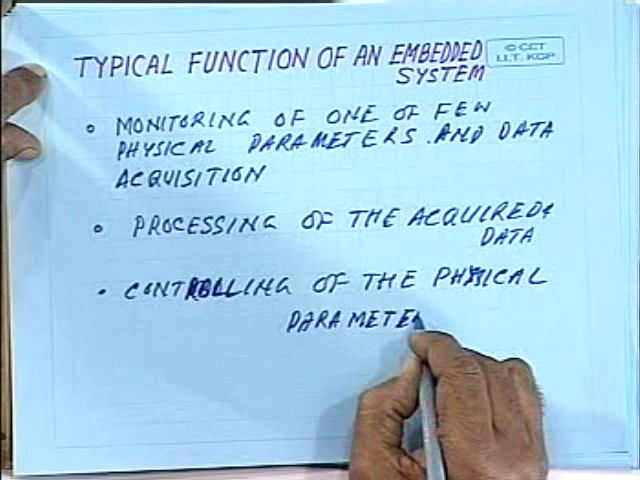 TYPICAL FUNCTION OF AN EMBEDDED
SYSTEM
© CET
I.I.T. KGP
• MONITORING OF ONE OF FEW
PHYSICAL PARAMETERS. AND DATA
ACQUISITION
• PROCESSING OF THE ACQUIRED
DATA
• CONTROLLING OF THE PHYSICAL
PARAMETE